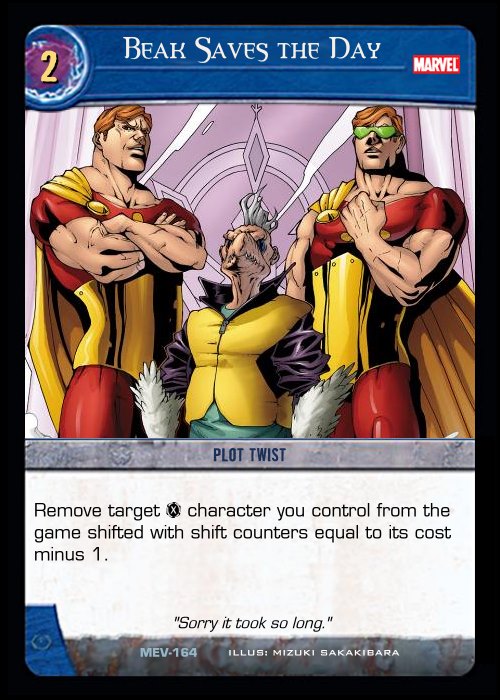 2
BEAK SAVES THE DAY
MARVEL
PLOT TWIST
Remove target X character you control from the
game shifted with shift counters equal to its cost
minus 1.
"Sorry it took so long."
MEV-164 ILLUS: MIZUKI SAKAKIBARA